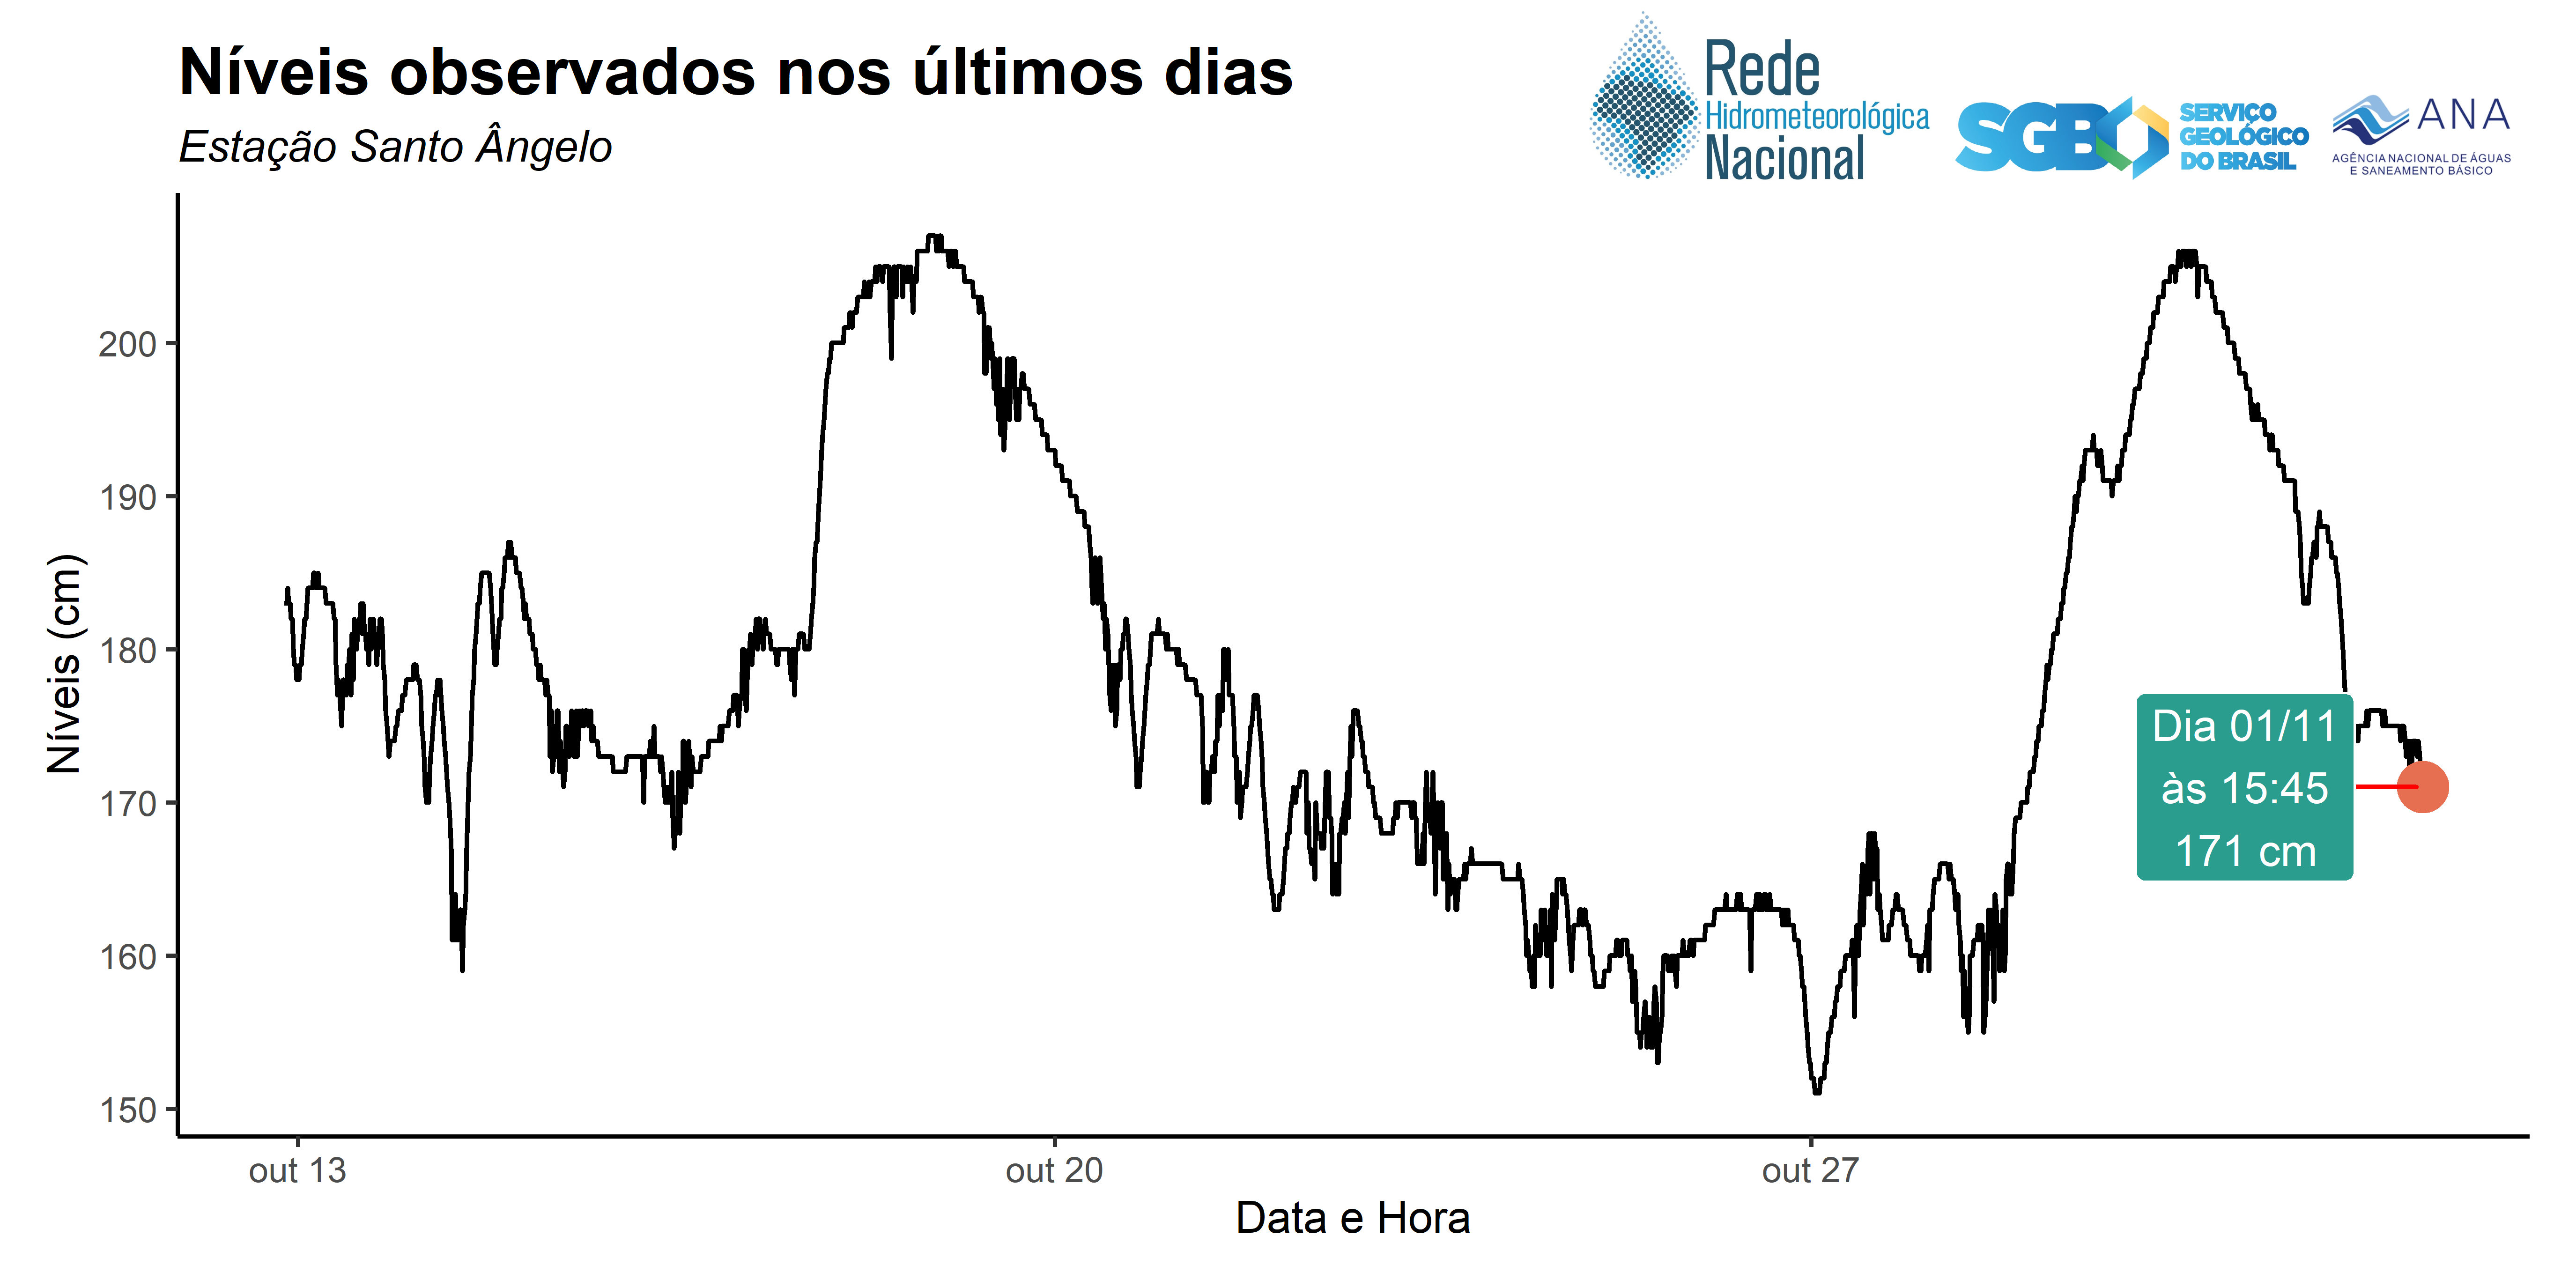 Níveis observados nos últimos dias
Estação Santo Ângelo
Rede
Hidrometeorológica
Nacional
SGB
SERVIÇO
GEOLÓGICO
DO BRASIL
ANA
AGÊNCIA NACIONAL DE ÁGUAS
E SANEAMENTO BÁSICO
Níveis (cm)
200
190
180
170
160
150
Dia 01/11
às 15:45
171 cm
out 13
out 20
out 27
Data e Hora